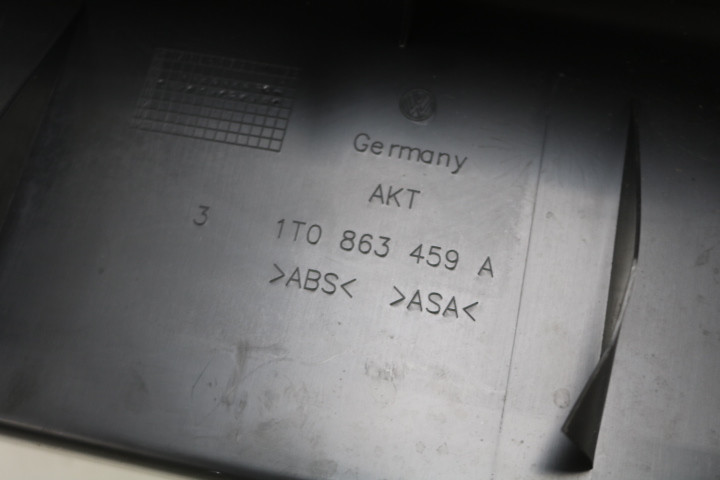 Germany
AKT
3
1T0 863 459 A
>ABS< >ASA<